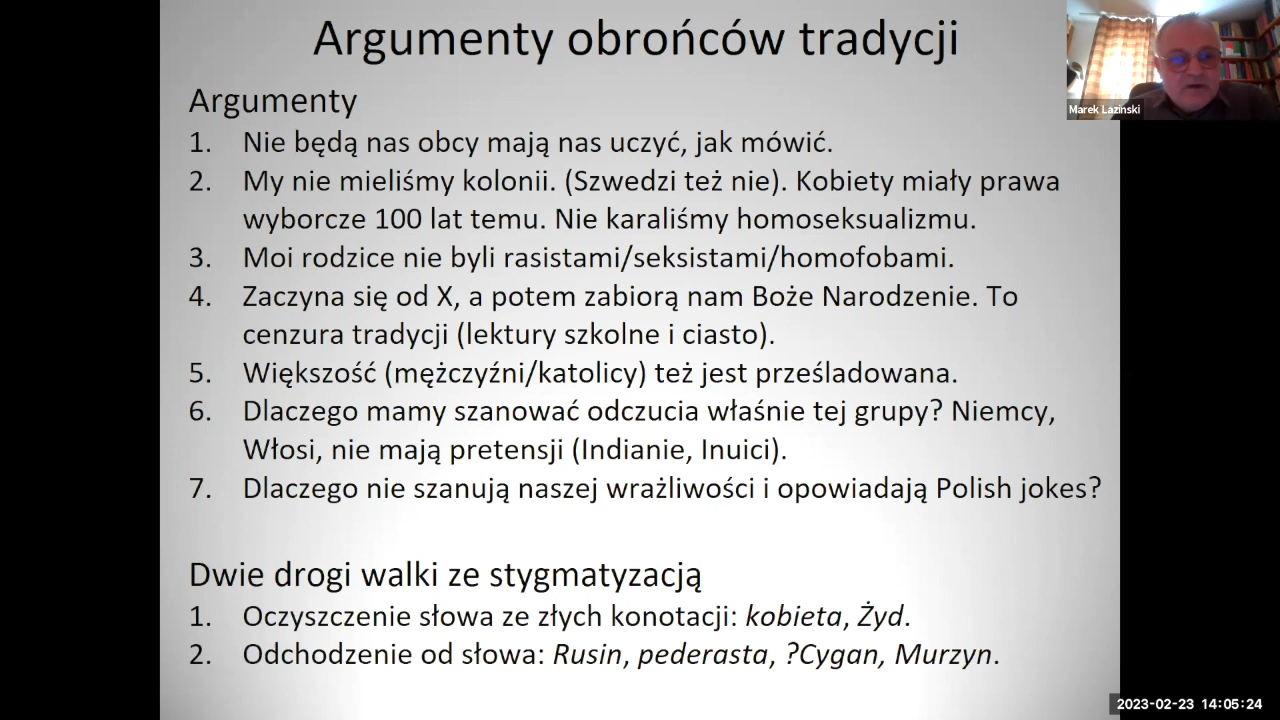 Argumenty obrońców tradycji
Marek Lazinski
Argumenty
1. Nie będą nas obcy mają nas uczyć, jak mówić.
2. My nie mieliśmy kolonii. (Szwedzi też nie). Kobiety miały prawa
wyborcze 100 lat temu. Nie karaliśmy homoseksualizmu.
3. Moi rodzice nie byli rasistami/seksistami/homofobami.
4. Zaczyna się od X, a potem zabiorą nam Boże Narodzenie. To
cenzura tradycji (lektury szkolne i ciasto).
5. Większość (mężczyźni/katolicy) też jest prześladowana.
6. Dlaczego mamy szanować odczucia właśnie tej grupy? Niemcy,
Włosi, nie mają pretensji (Indianie, Inuici).
7. Dlaczego nie szanują naszej wrażliwości i opowiadają Polish jokes?
Dwie drogi walki ze stygmatyzacją
1. Oczyszczenie słowa ze złych konotacji: kobieta, Żyd.
2. Odchodzenie od słowa: Rusin, pederasta, ?Cygan, Murzyn.
2023-02-23 14:05:24